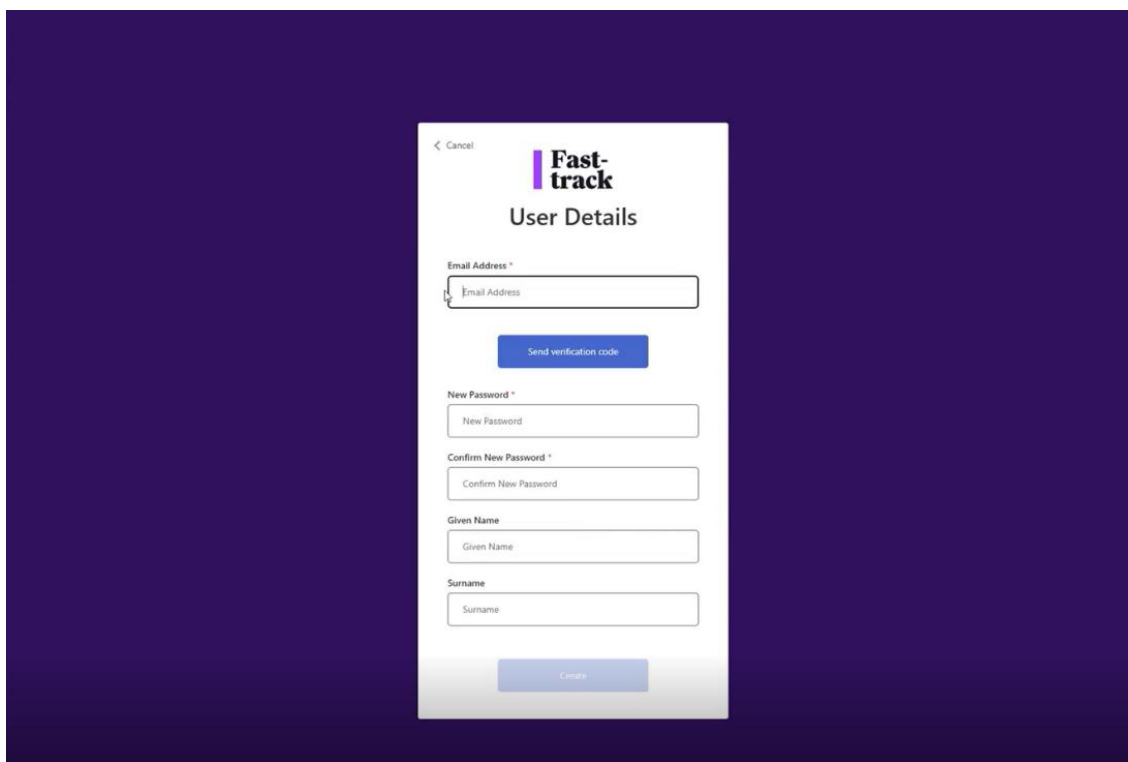 Cancel
Fast-
track
User Details
Email Address *
Email Address
Send verification code
New Password *
New Password
Confirm New Password *
Confirm New Password
Given Name
Given Name
Surname
Surname
Create